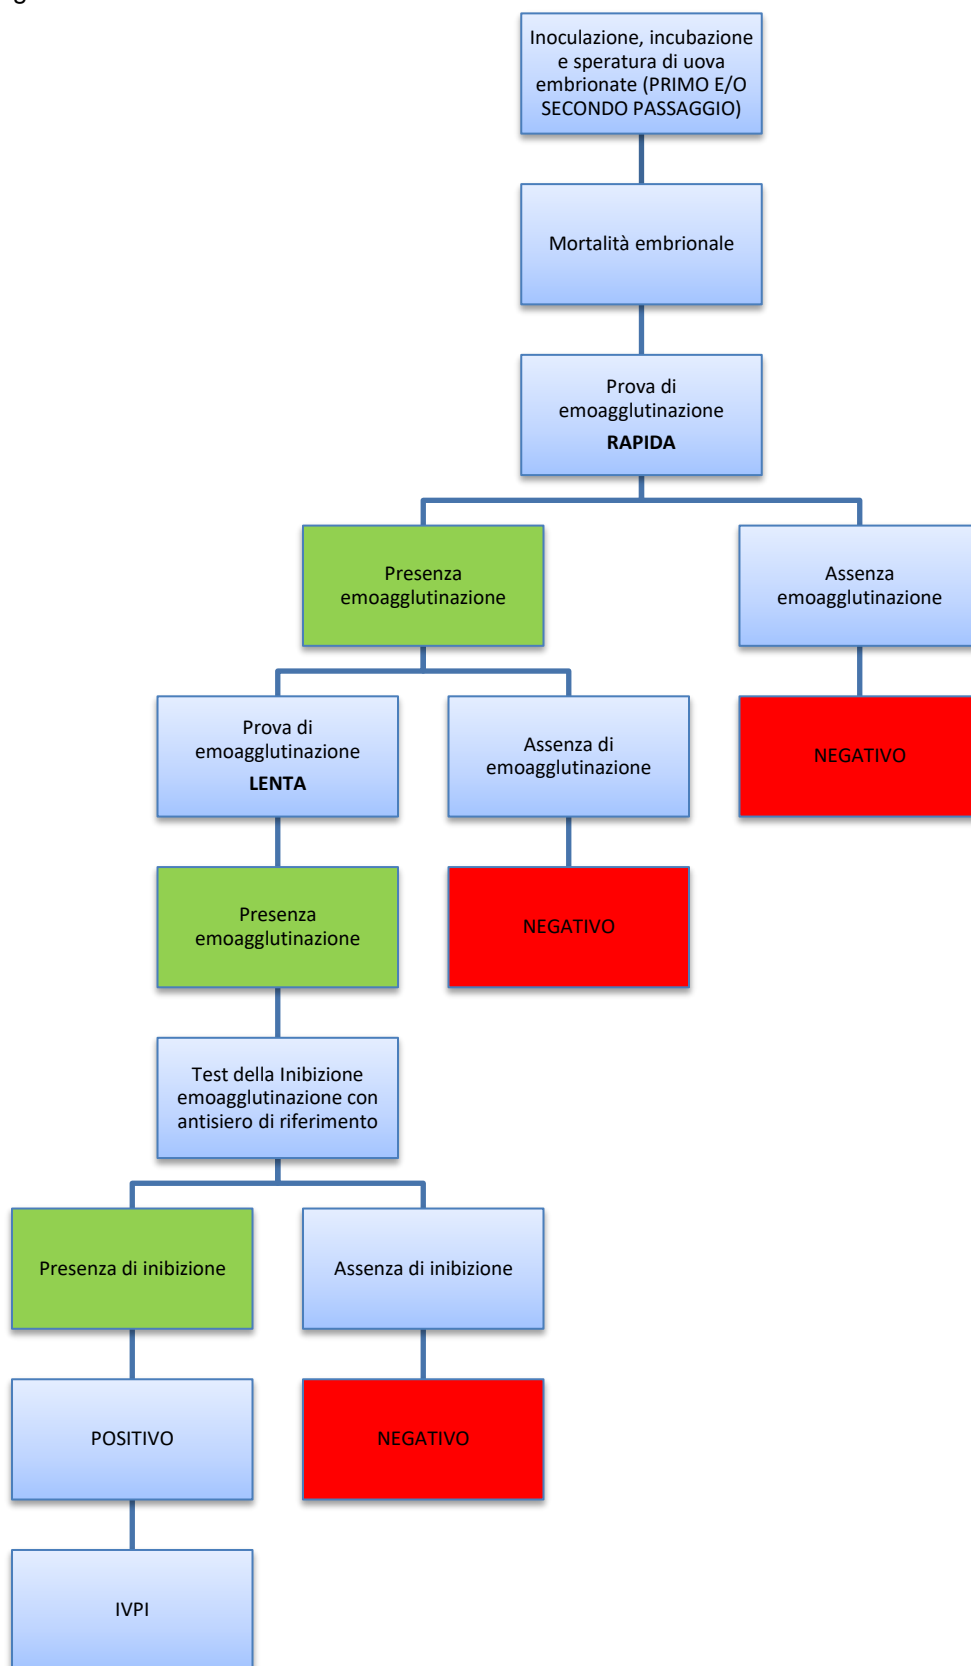 Inoculazione, incubazione
e speratura di uova
embrionate (PRIMO E/O
SECONDO PASSAGGIO)
Mortalità embrionale
Prova di
emoagglutinazione
RAPIDA
Presenza
emoagglutinazione
Assenza
emoagglutinazione
Prova di
emoagglutinazione
LENTA
Assenza di
emoagglutinazione
NEGATIVO
Presenza
emoagglutinazione
NEGATIVO
Test della Inibizione
emoagglutinazione con
antisiero di riferimento
Presenza di inibizione
Assenza di inibizione
POSITIVO
NEGATIVO
IVPI